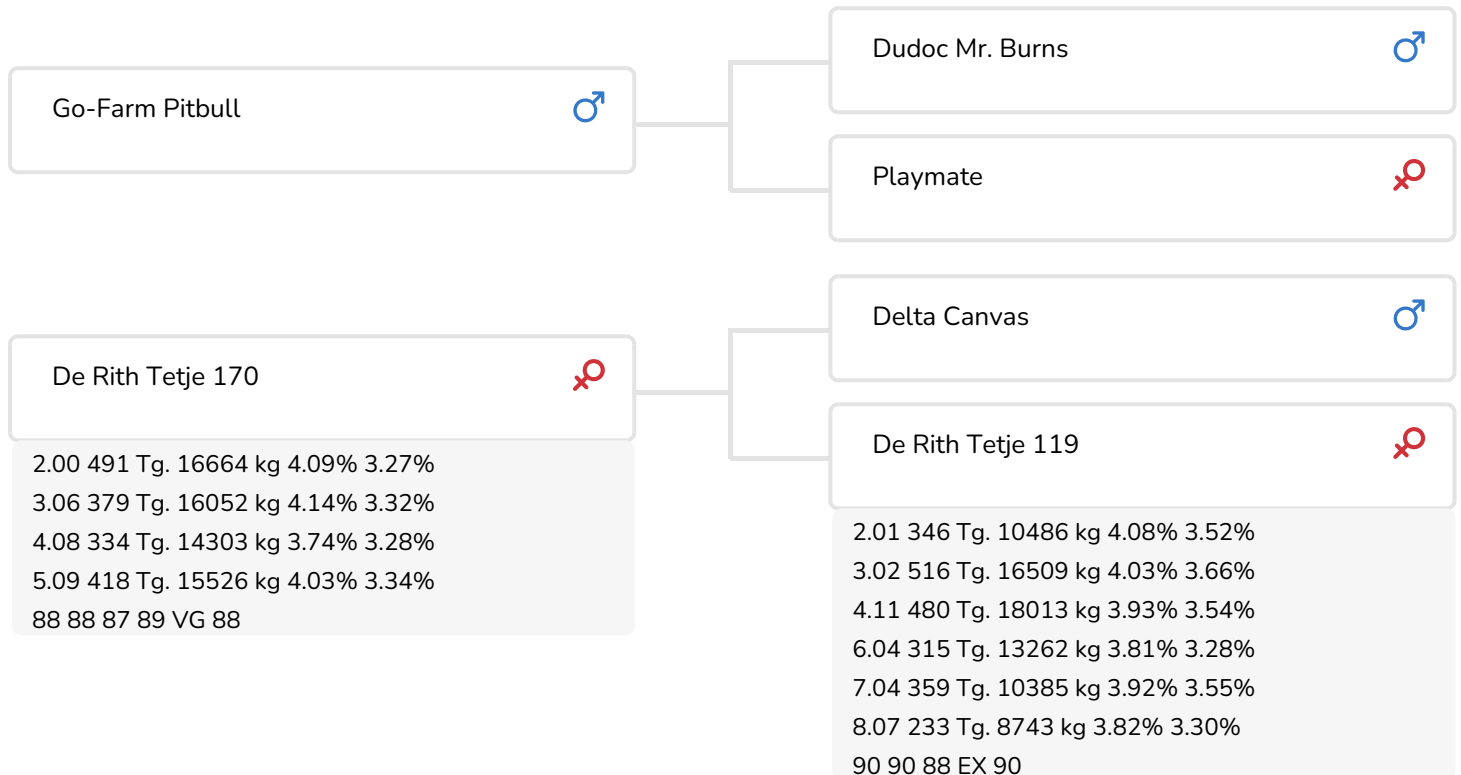 Go-Farm Pitbull
Dudoc Mr. Burns
Playmate
De Rith Tetje 170
2.00 491 Tg. 16664 kg 4.09% 3.27%
3.06 379 Tg. 16052 kg 4.14% 3.32%
4.08 334 Tg. 14303 kg 3.74% 3.28%
5.09 418 Tg. 15526 kg 4.03% 3.34%
88 88 87 89 VG 88
Delta Canvas
De Rith Tetje 119
2.01 346 Tg. 10486 kg 4.08% 3.52%
3.02 516 Tg. 16509 kg 4.03% 3.66%
4.11 480 Tg. 18013 kg 3.93% 3.54%
6.04 315 Tg. 13262 kg 3.81% 3.28%
7.04 359 Tg. 10385 kg 3.92% 3.55%
8.07 233 Tg. 8743 kg 3.82% 3.30%
90 90 88 EX 90